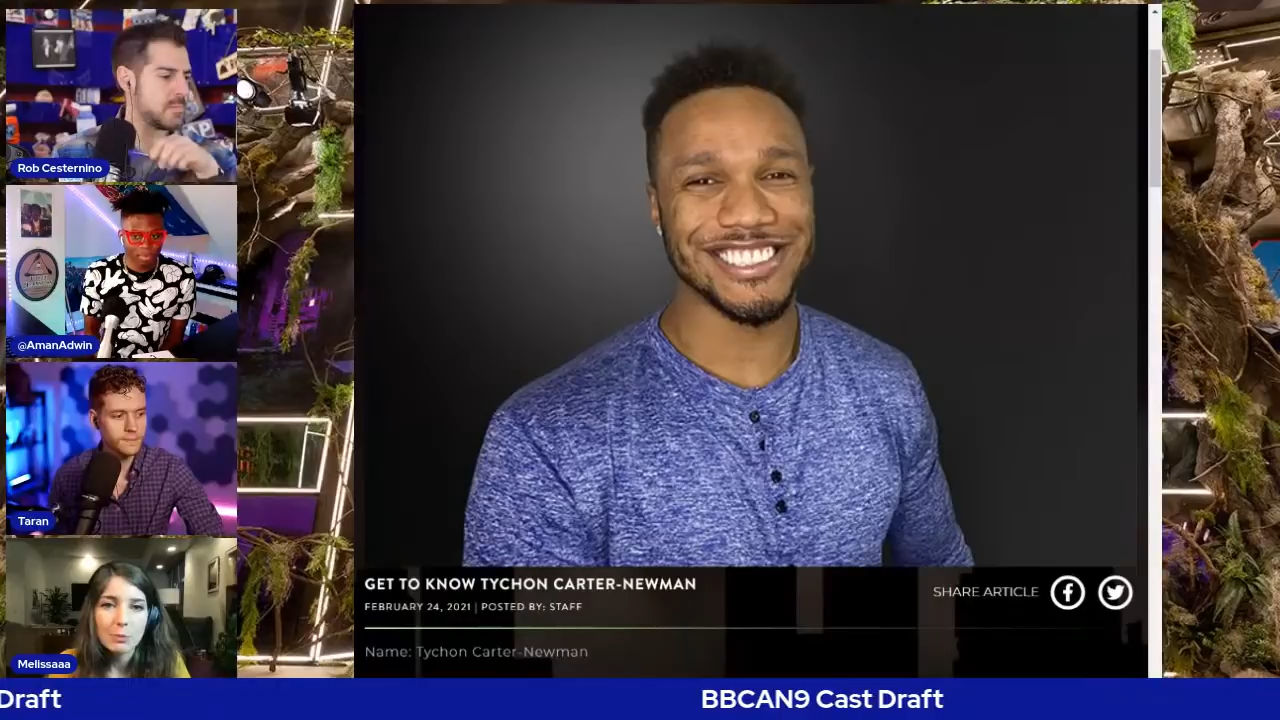 Rob Cesternino
@AmanAdwin
Taran
Melissaaa
GET TO KNOW TYCHON CARTER-NEWMAN
FEBRUARY 24, 2021 | POSTED BY: STAFF
SHARE ARTICLE
Name: Tychon Carter-Newman
Draft
BBCAN9 Cast Draft